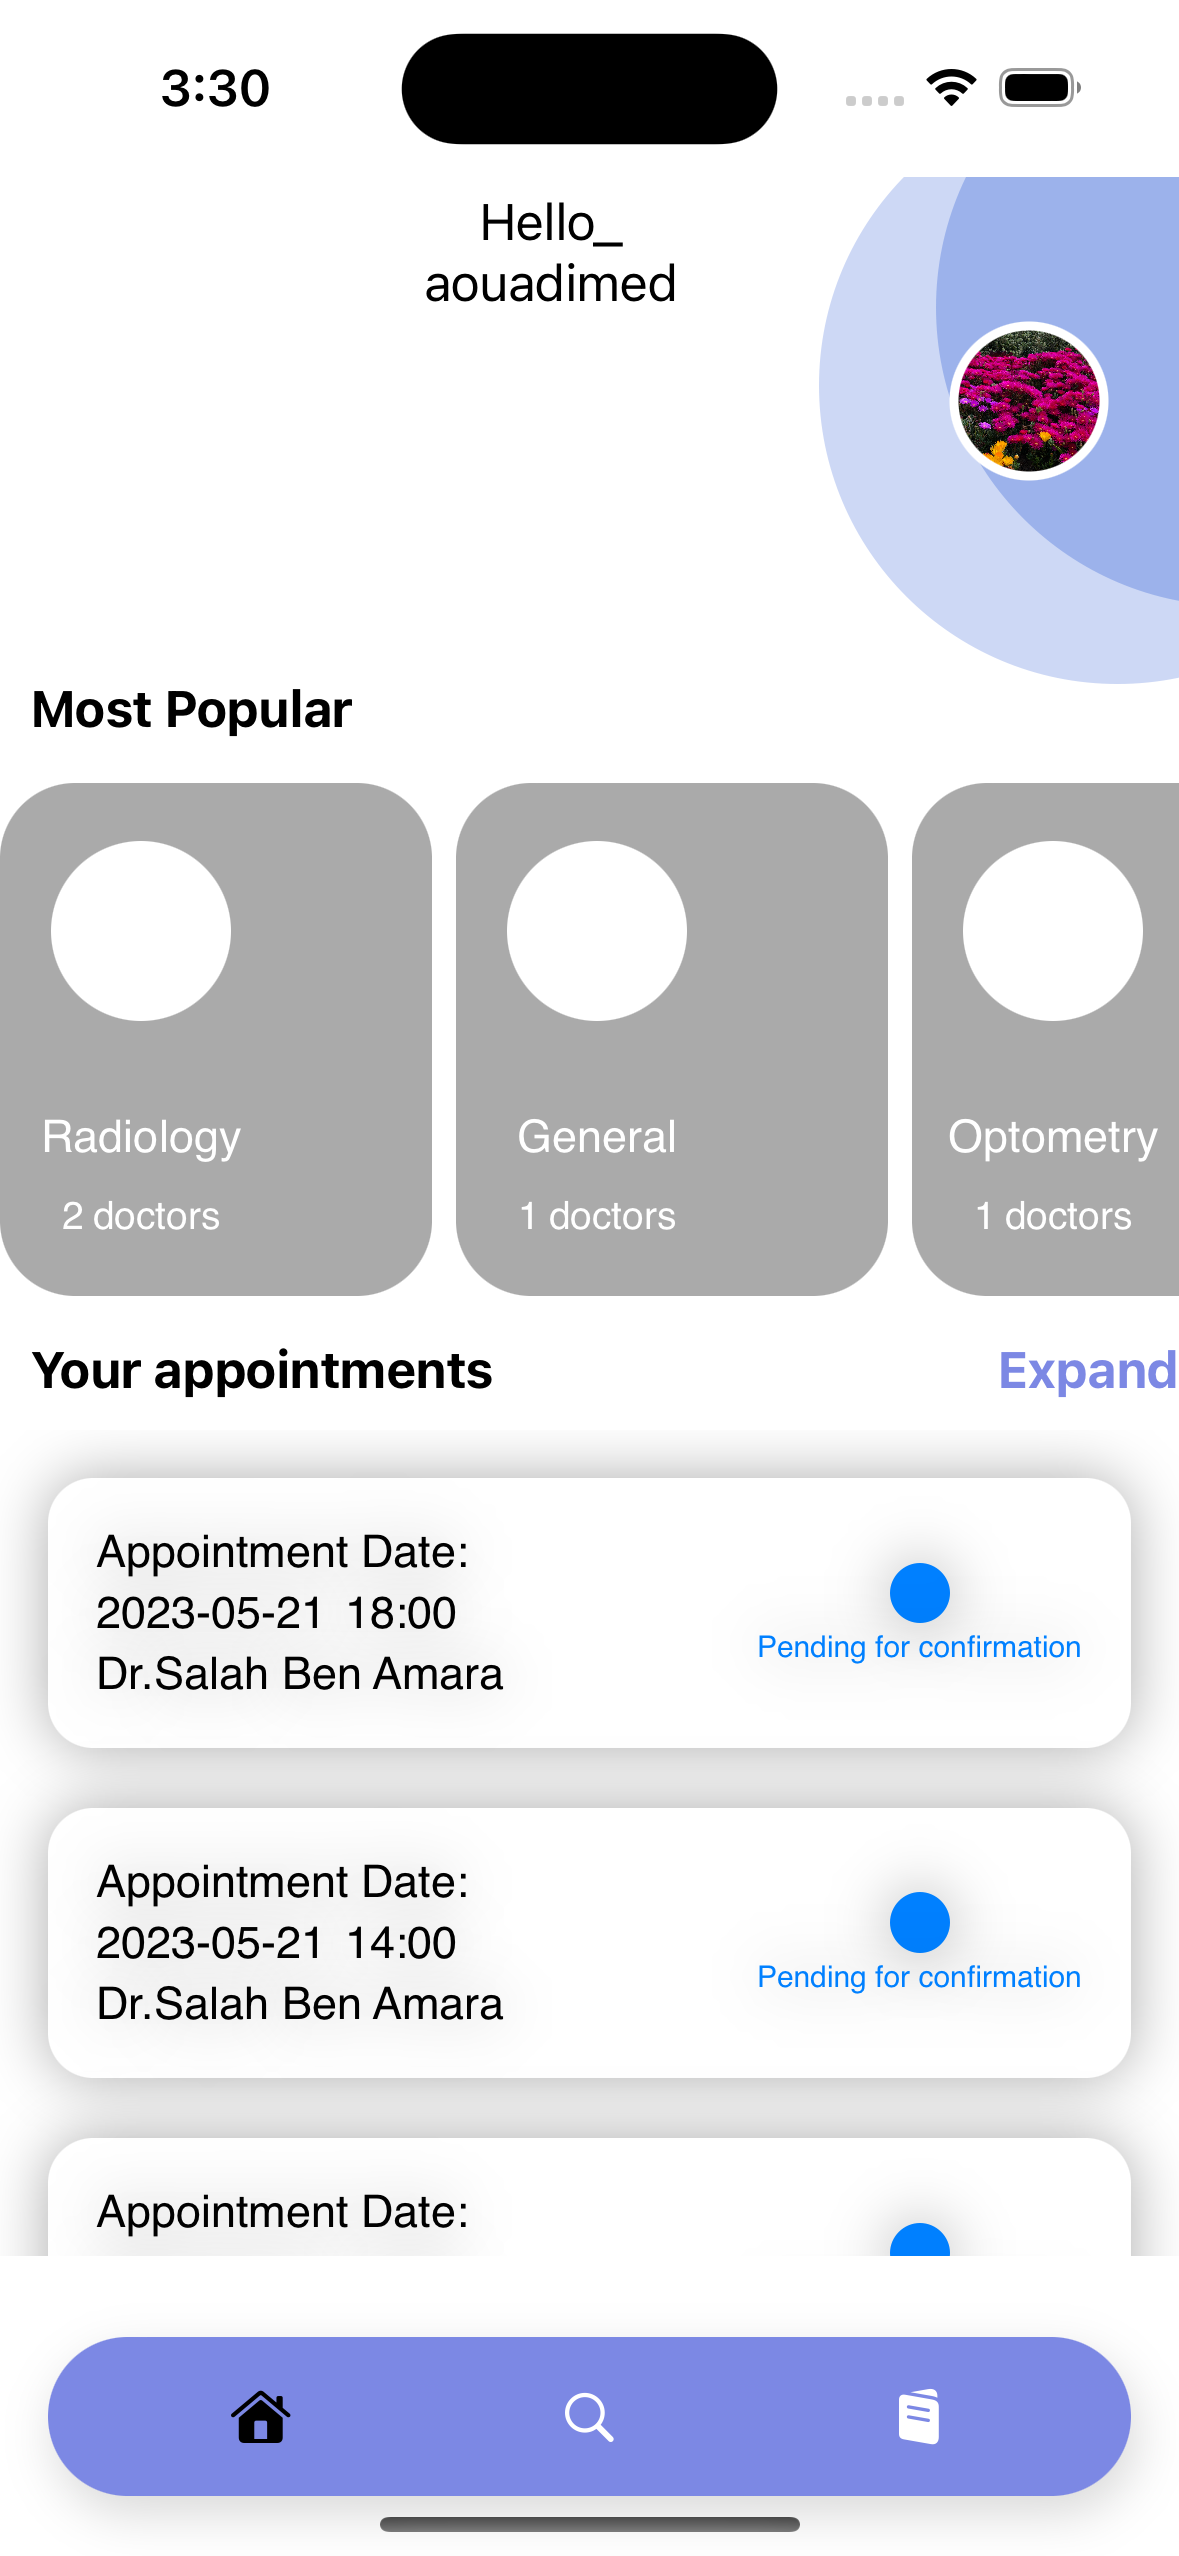 3:30
Hello_
aouadimed
Most Popular
Radiology
2 doctors
General
1 doctors
Optometry
1 doctors
Your appointments
Expand
Appointment Date:
2023-05-21 18:00
Dr.Salah Ben Amara
Pending for confirmation
Appointment Date:
2023-05-21 14:00
Dr.Salah Ben Amara
Pending for confirmation
Appointment Date: